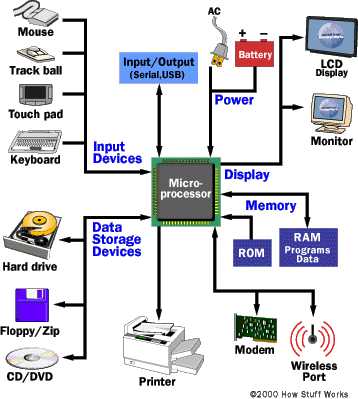 Mouse
Track ball
Touch pad
Keyboard
Input
Devices
Input/Output
(Serial,USB)
AC
+ −
Battery
Power
LCD
Display
Monitor
Display
Micro-
processor
Memory
ROM
RAM
Programs
Data
Data
Storage
Devices
Hard drive
Floppy/Zip
CD/DVD
Printer
Modem
Wireless
Port
©2000 How Stuff Works